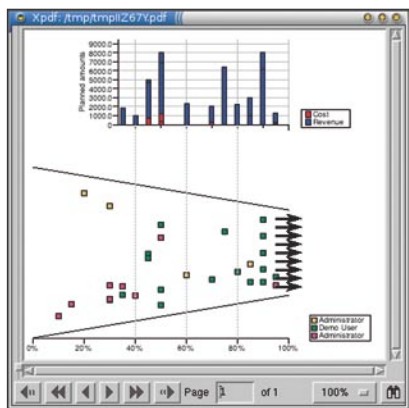 Xpdf: /tmp/tmpIIZ67Y.pdf
Planned amounts
9000.0
8000.0
7000.0
6000.0
5000.0
4000.0
3000.0
2000.0
1000.0
0
Cost
Revenue
Administrator
Demo User
Administrator
0% 20% 40% 60% 80% 100%
Page 1 of 1 100%